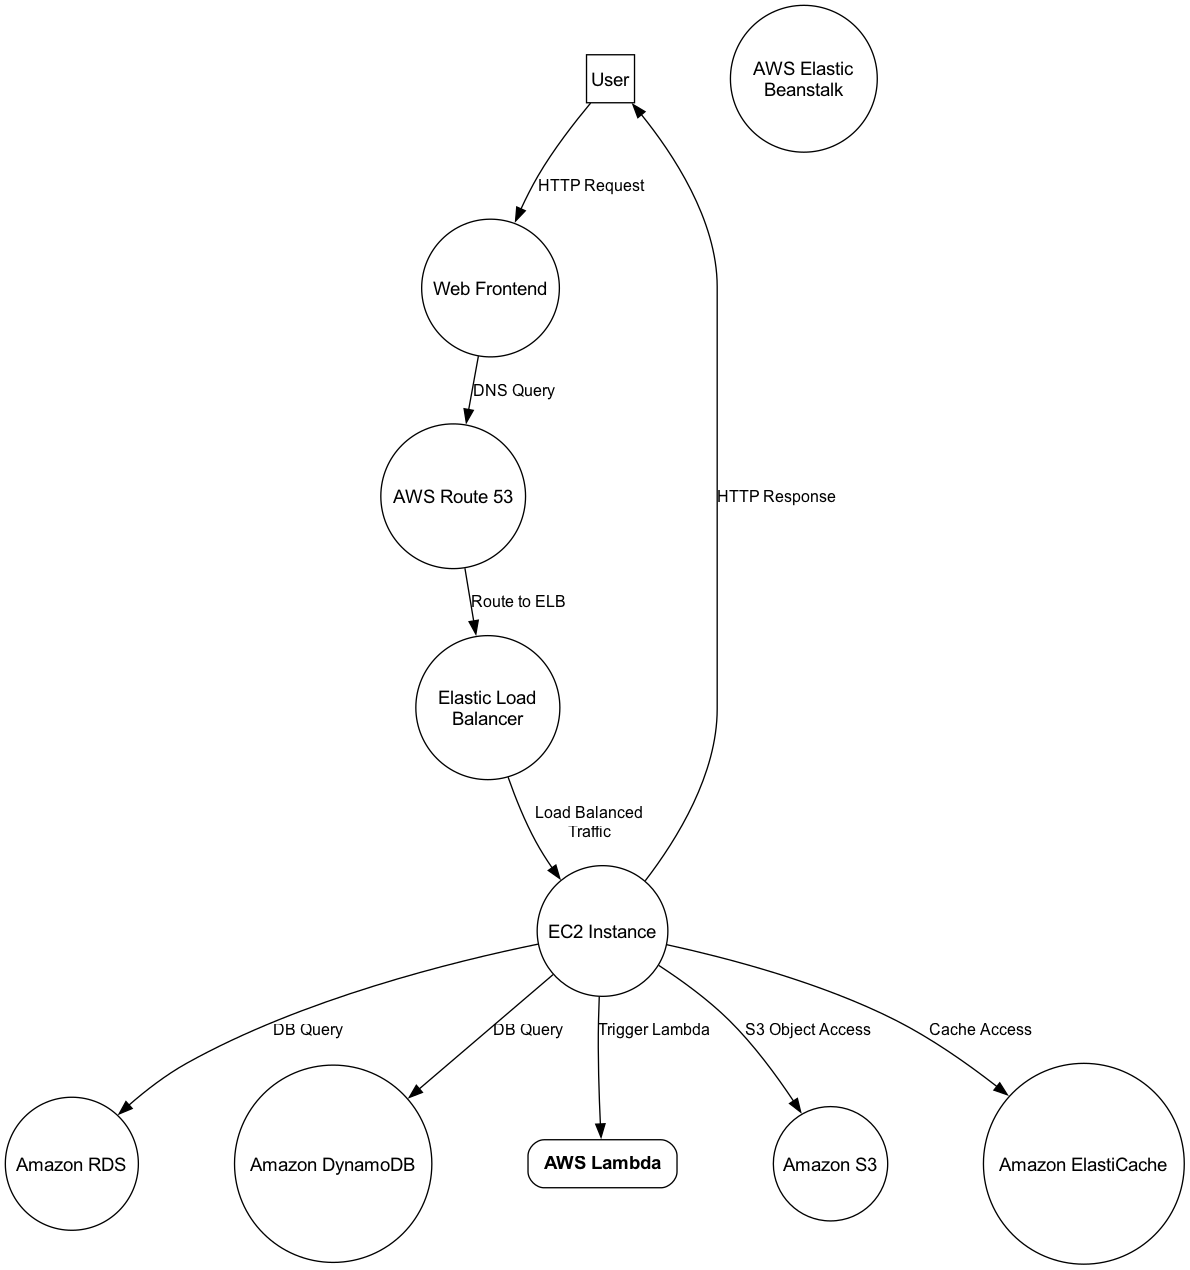 User
AWS Elastic
Beanstalk
HTTP Request
Web Frontend
DNS Query
AWS Route 53
HTTP Response
Route to ELB
Elastic Load
Balancer
Load Balanced
Traffic
EC2 Instance
DB Query
DB Query
Trigger Lambda
S3 Object Access
Cache Access
Amazon RDS
Amazon DynamoDB
AWS Lambda
Amazon S3
Amazon ElastiCache